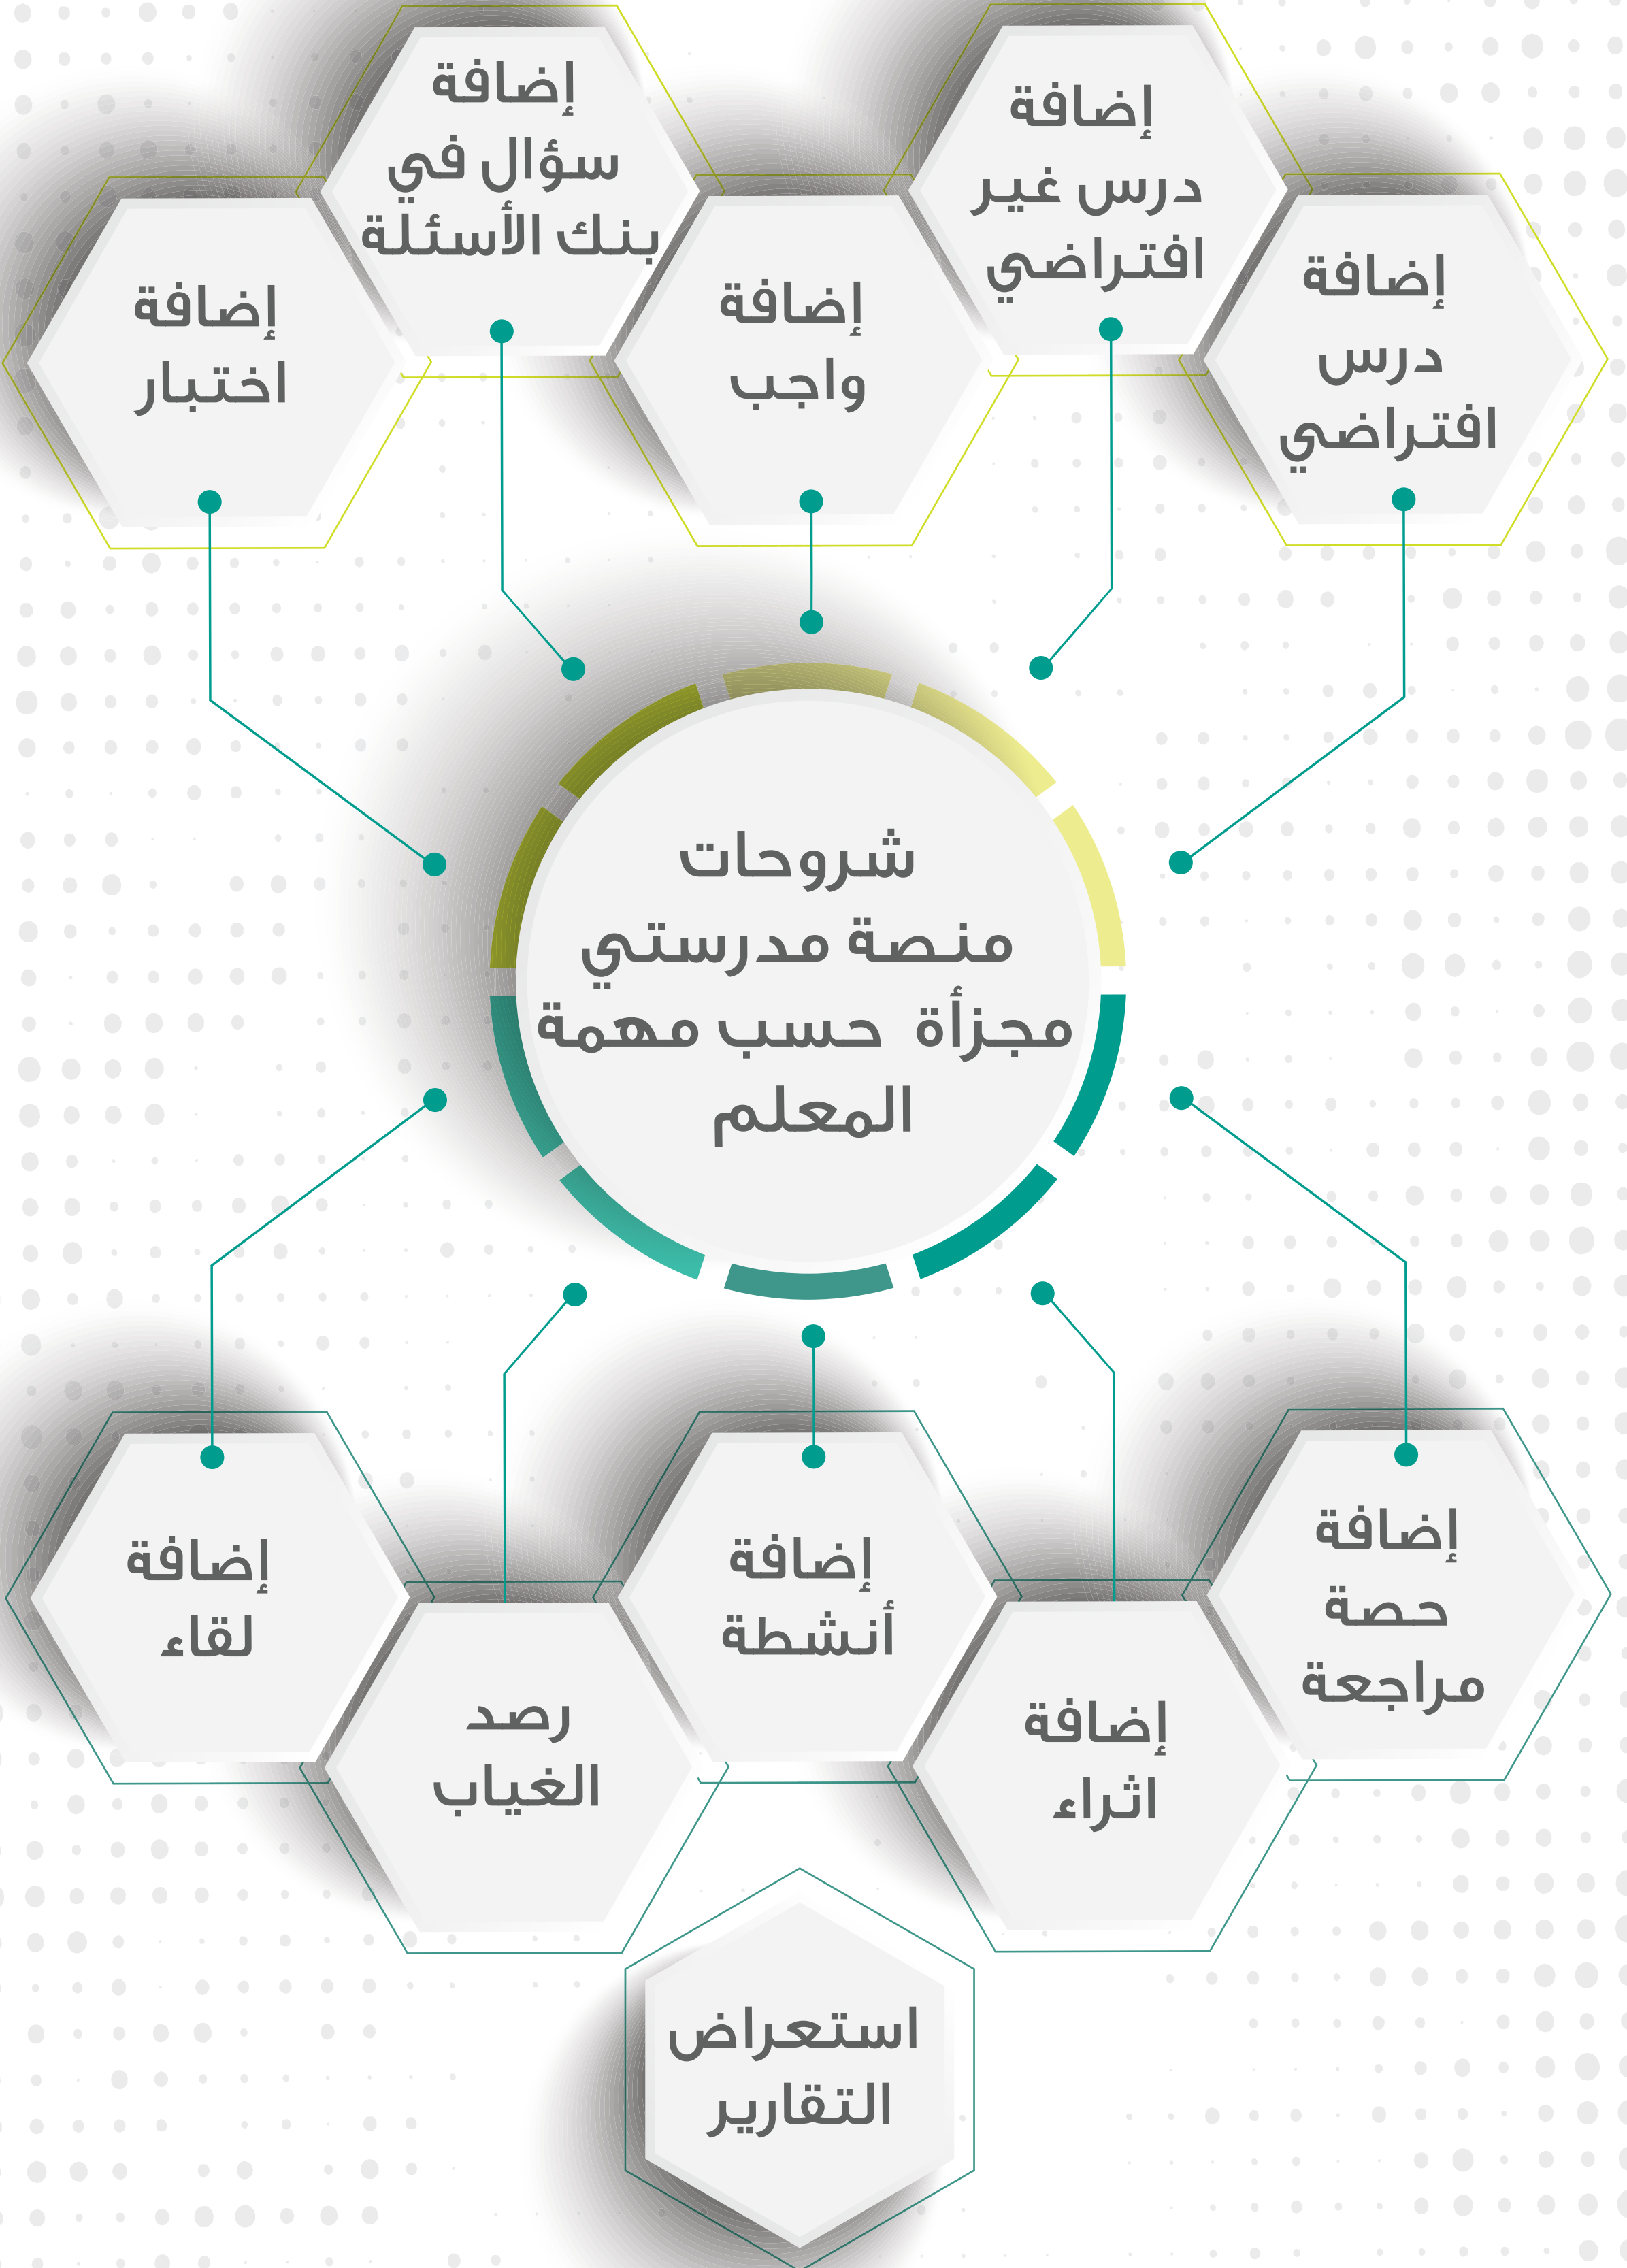 إضافة
درس
افتراضي
إضافة
درس غير
افتراضي
إضافة
واجب
إضافة
سؤال في
بنك الأسئلة
إضافة
اختبار
شروحات
منصة مدرستي
مجزأة حسب مهمة
المعلم
إضافة
حصة
مراجعة
إضافة
اثراء
إضافة
أنشطة
رصد
الغياب
إضافة
لقاء
استعراض
التقارير